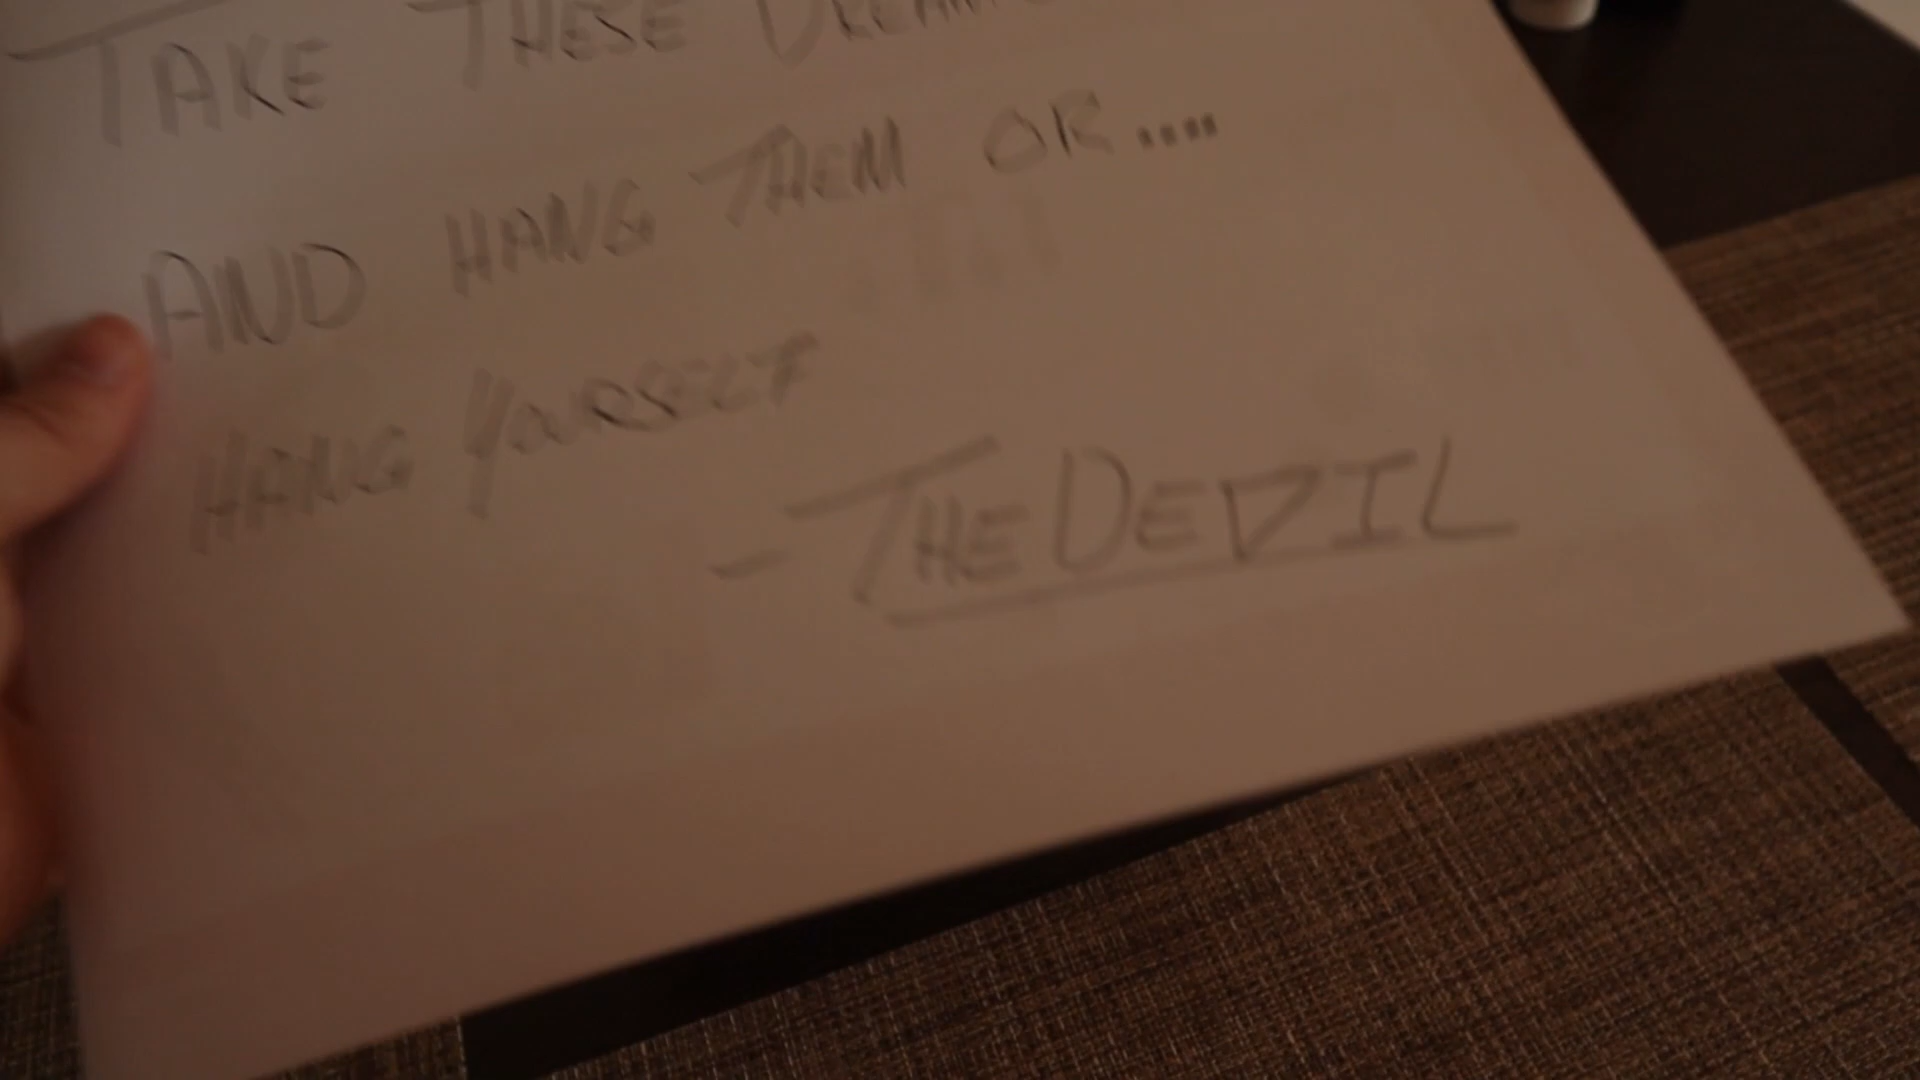 TAKE THESE
AND HANG THEM OR....
HANG YOURSELF
- THE DEVIL